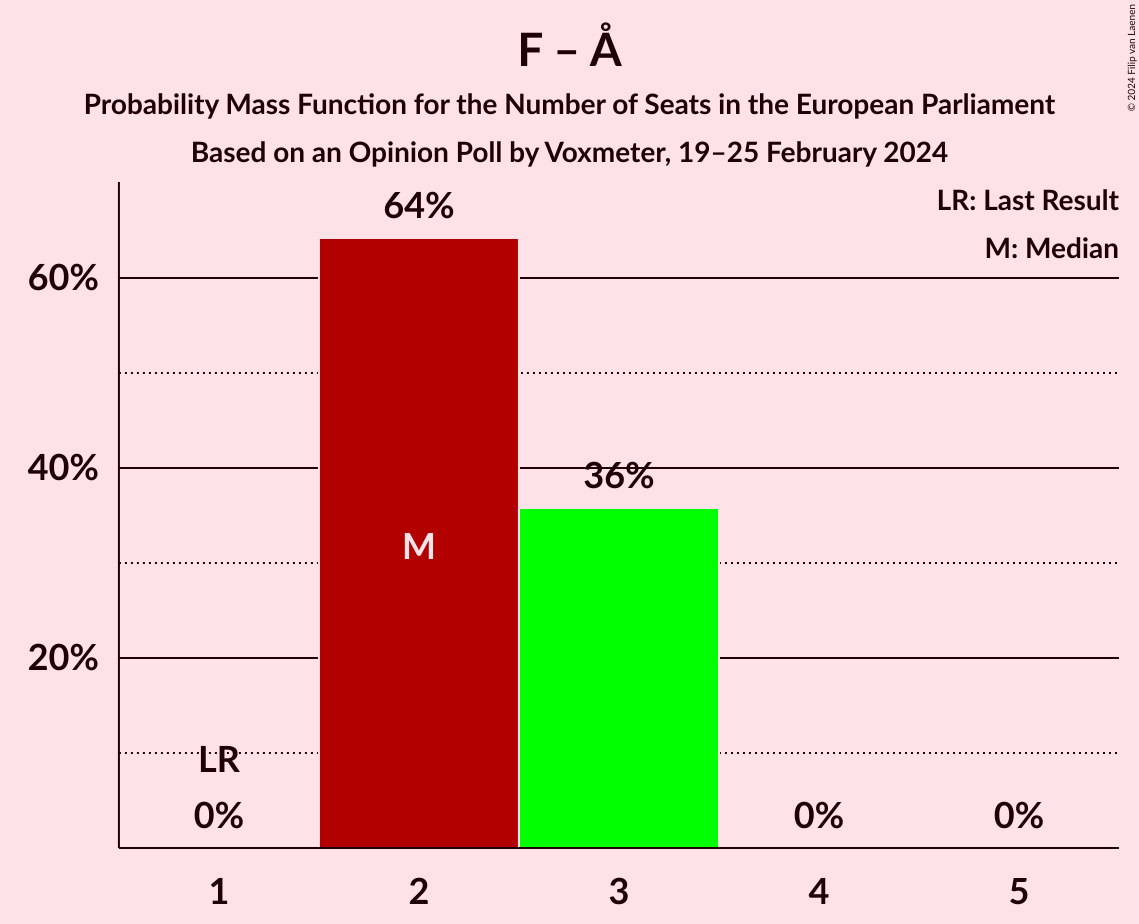 F – Å
Probability Mass Function for the Number of Seats in the European Parliament
Based on an Opinion Poll by Voxmeter, 19–25 February 2024
© 2024 Filip van Laenen
LR: Last Result
M: Median
64%
60%
40%
36%
M
20%
LR
0%
0%
0%
1
2
3
4
5